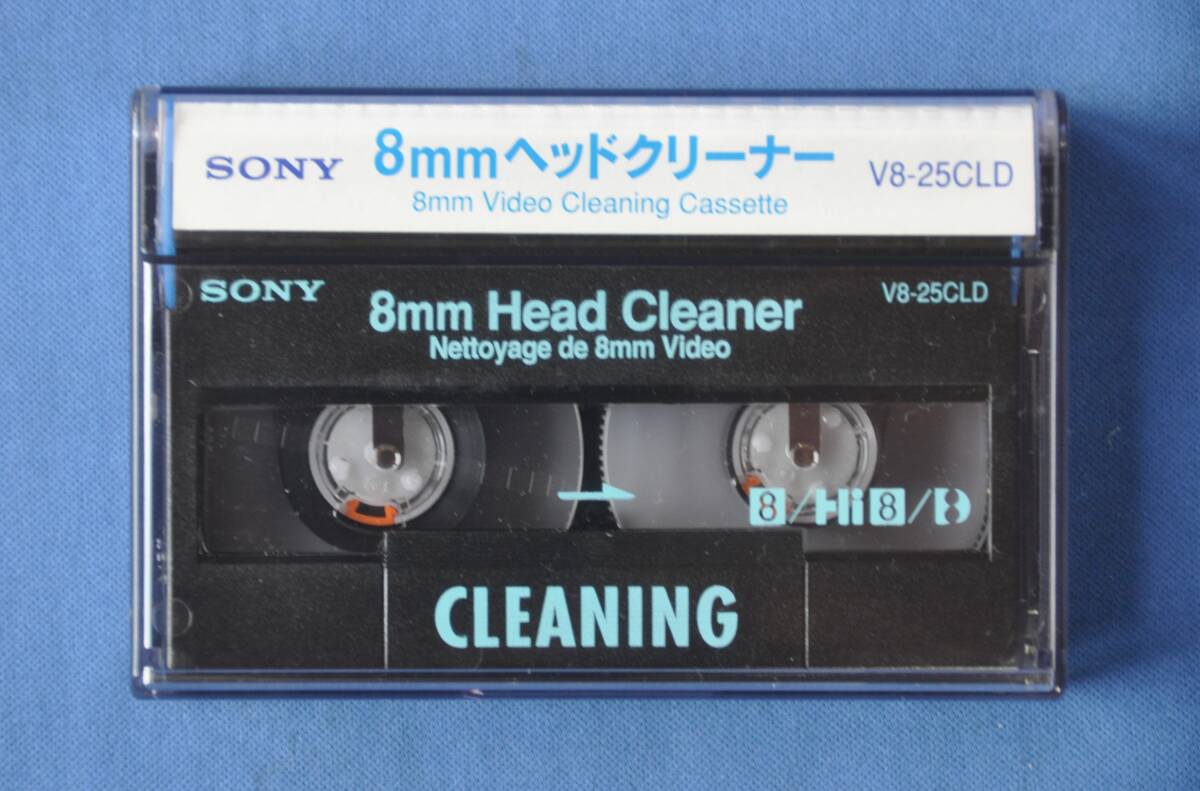 SONY 8mmヘッドクリーナー V8-25CLD
8mm Video Cleaning Cassette
SONY V8-25CLD
8mm Head Cleaner
Nettoyage de 8mm Video
8/Hi8/D
CLEANING